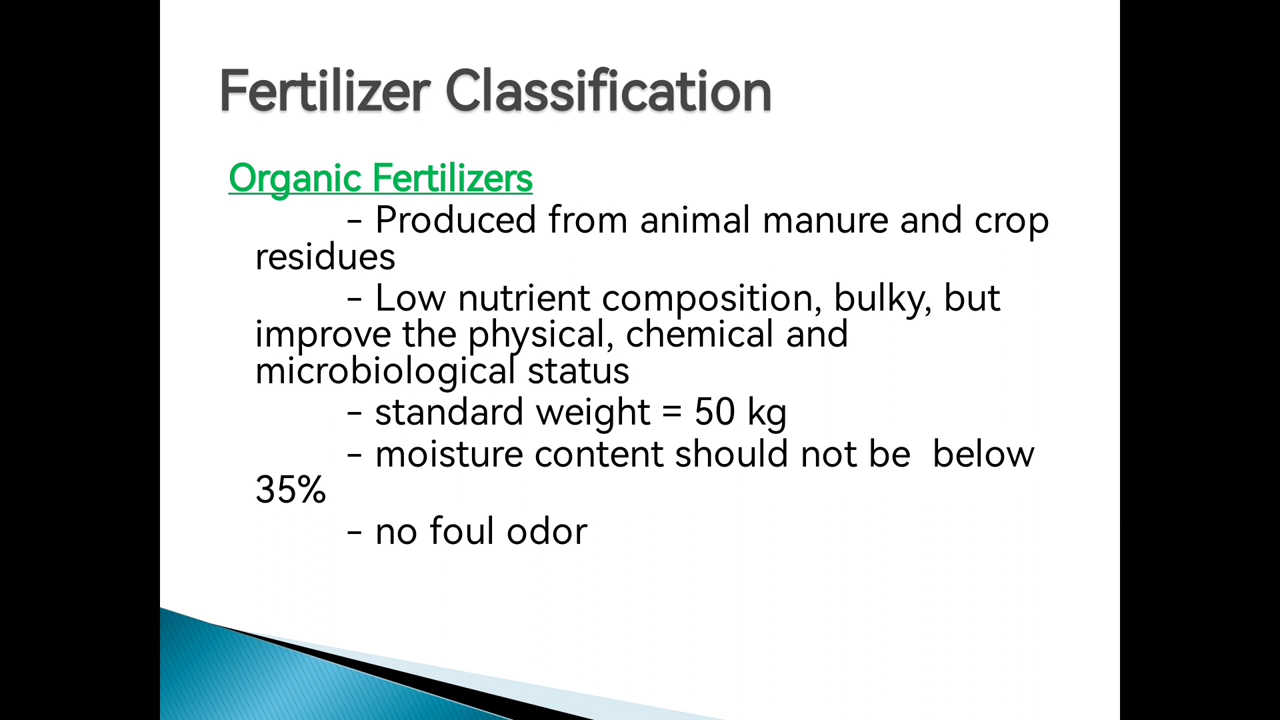 Fertilizer Classification
Organic Fertilizers
– Produced from animal manure and crop
residues
– Low nutrient composition, bulky, but
improve the physical, chemical and
microbiological status
– standard weight = 50 kg
– moisture content should not be  below
35%
– no foul odor